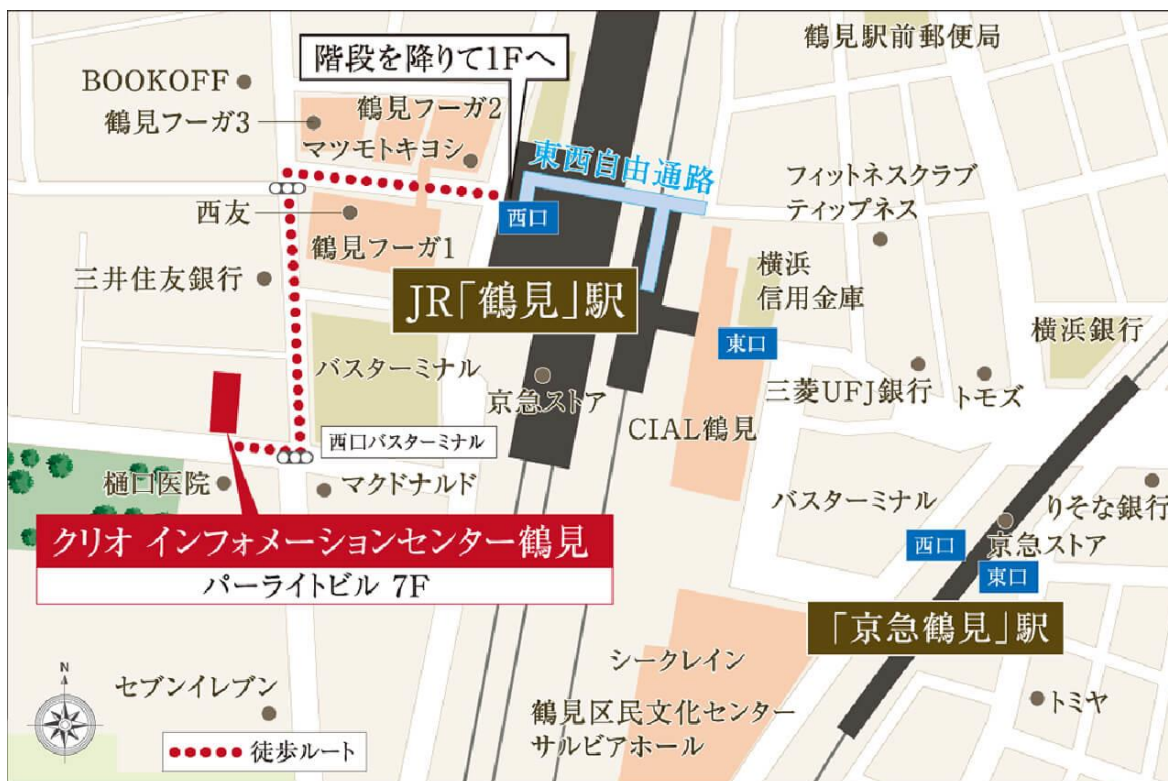 鶴見駅前郵便局
階段を降りて1Fへ
BOOKOFF
鶴見フーガ3
鶴見フーガ2
マツモトキヨシ
東西自由通路
フィットネスクラブ
ティップネス
西友
西口
鶴見フーガ1
三井住友銀行
横浜
信用金庫
JR「鶴見」駅
東口
横浜銀行
バスターミナル
京急ストア
三菱UFJ銀行
トモズ
CIAL鶴見
西口バスターミナル
樋口医院
マクドナルド
バスターミナル
りそな銀行
クリオ インフォメーションセンター鶴見
パーライトビル 7F
西口
京急ストア
東口
「京急鶴見」駅
シークレイン
N
セブンイレブン
鶴見区民文化センター
サルビアホール
トミヤ
徒歩ルート